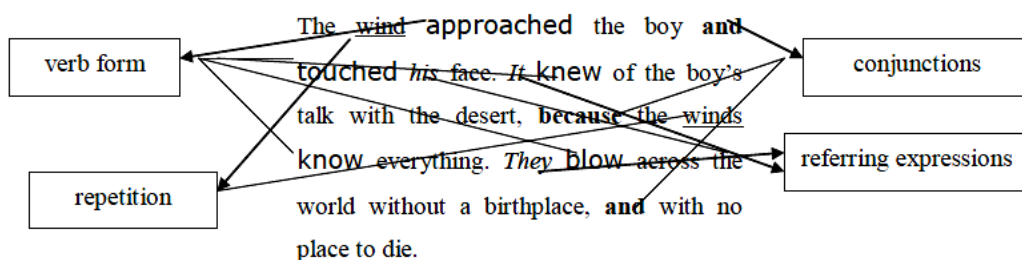 The wind approached the boy and
verb form
conjunctions
touched his face. It knew of the boy's
talk with the desert, because the winds
know everything. They blow across the
referring expressions
repetition
world without a birthplace, and with no
place to die.